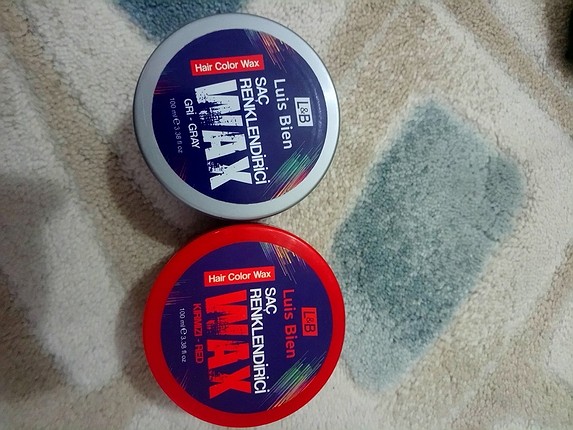 L&B
Luis Bien
Hair Color Wax
SAÇ
RENKLENDİRİCİ
WAX
GRİ - GRAY
100 ml ℮ 3.38 fl oz
L&B
Luis Bien
Hair Color Wax
SAÇ
RENKLENDİRİCİ
WAX
KIRMIZI - RED
100 ml ℮ 3.38 fl oz